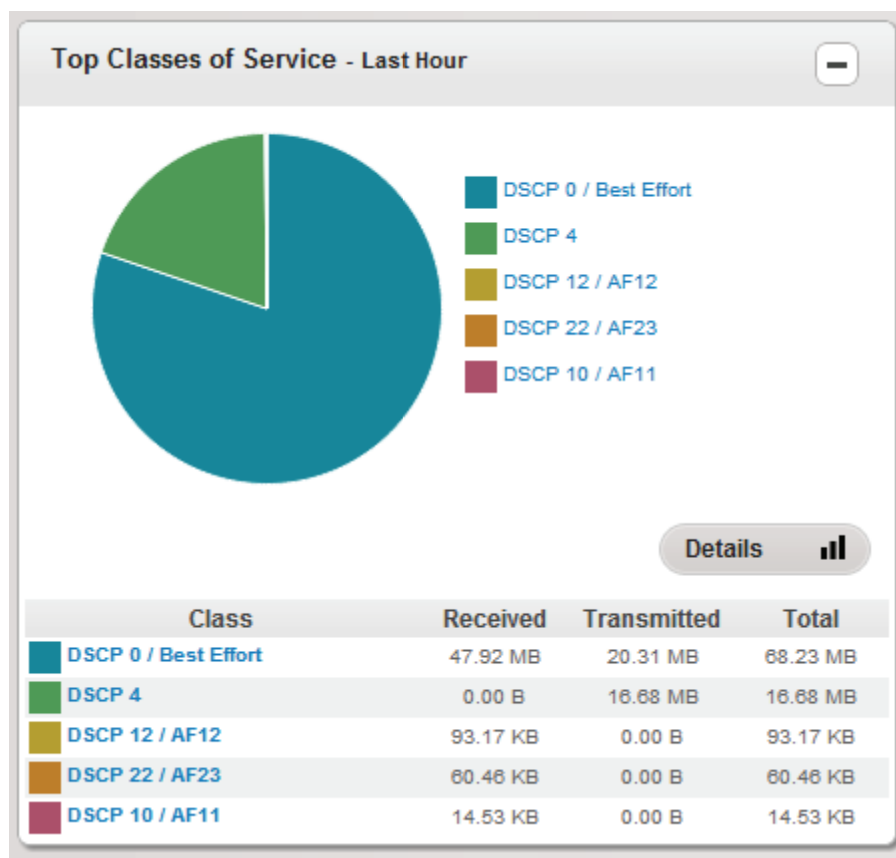 Top Classes of Service - Last Hour
DSCP 0 / Best Effort
DSCP 4
DSCP 12 / AF12
DSCP 22 / AF23
DSCP 10 / AF11
Details
Class Received Transmitted Total
DSCP 0 / Best Effort 47.92 MB 20.31 MB 68.23 MB
DSCP 4 0.00 B 16.68 MB 16.68 MB
DSCP 12 / AF12 93.17 KB 0.00 B 93.17 KB
DSCP 22 / AF23 60.46 KB 0.00 B 60.46 KB
DSCP 10 / AF11 14.53 KB 0.00 B 14.53 KB